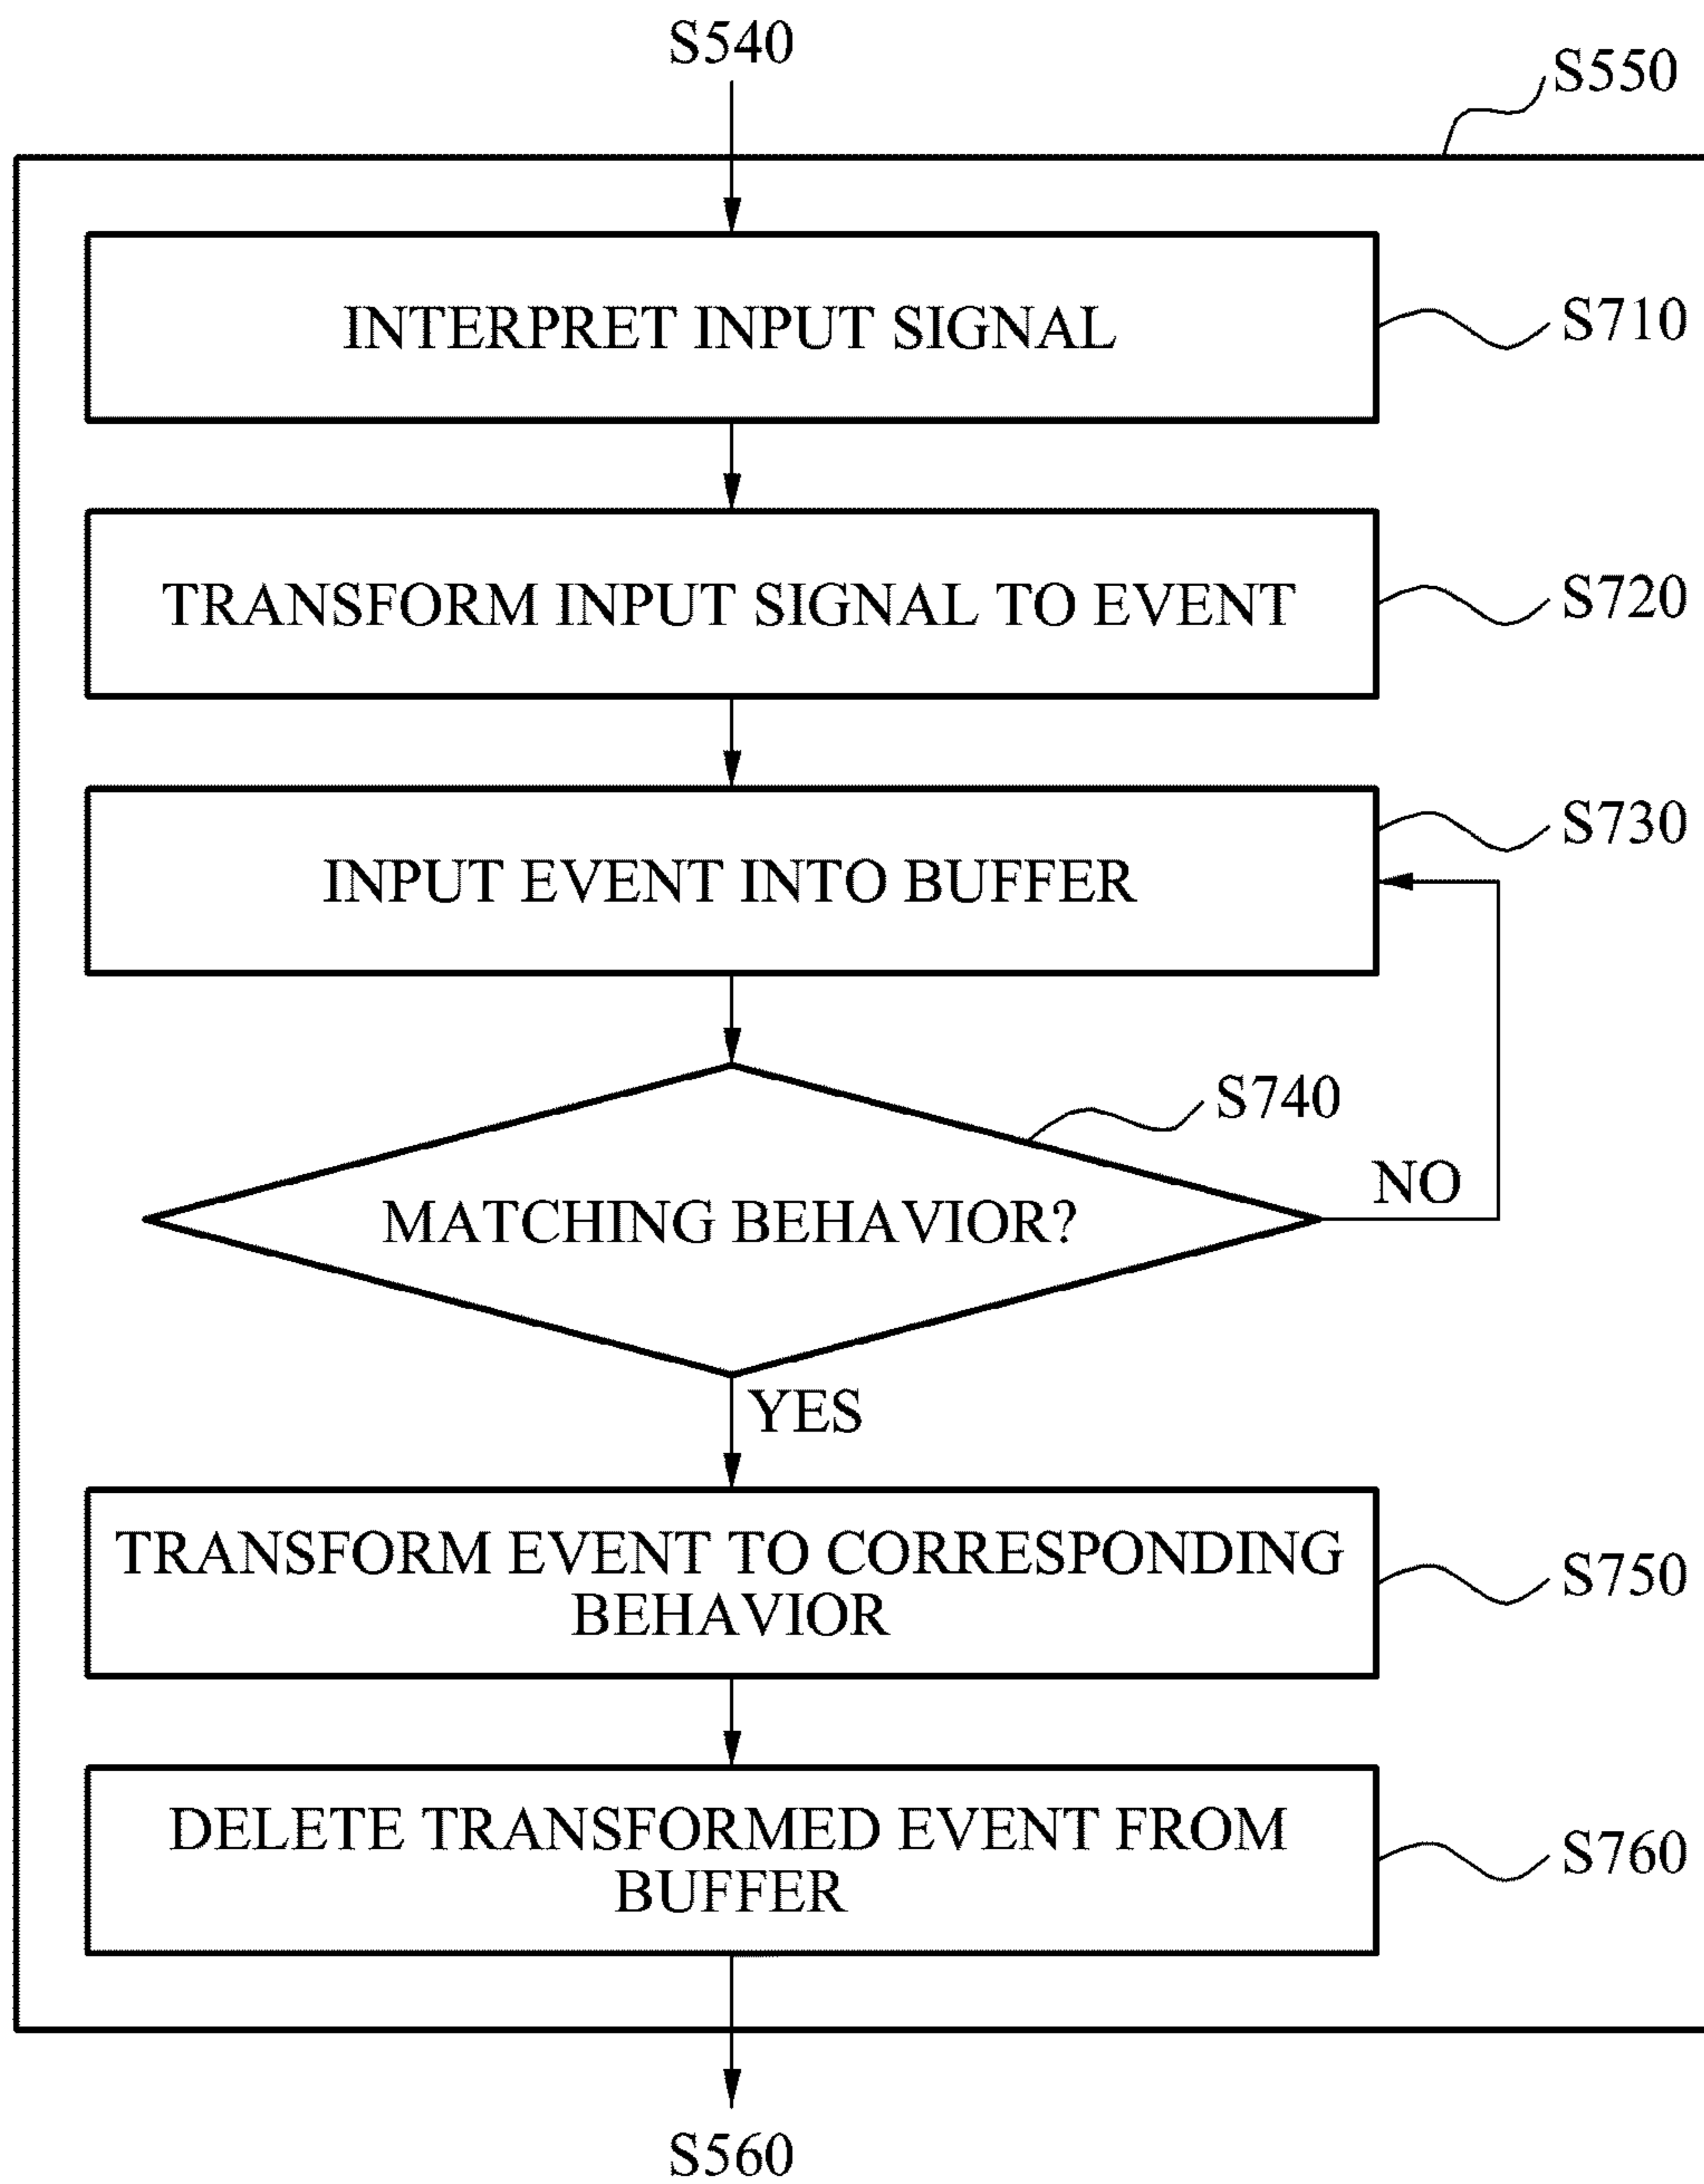 S540
S550
INTERPRET INPUT SIGNAL
S710
TRANSFORM INPUT SIGNAL TO EVENT
S720
S730
INPUT EVENT INTO BUFFER
S740
NO
MATCHING BEHAVIOR?
YES
TRANSFORM EVENT TO CORRESPONDING
BEHAVIOR
S750
DELETE TRANSFORMED EVENT FROM
BUFFER
S760
S560